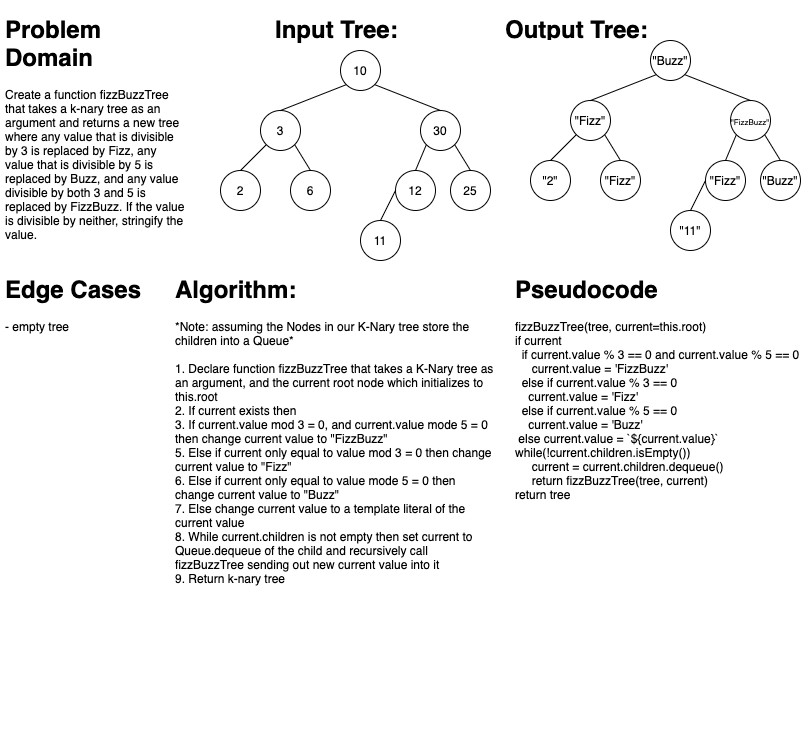 Problem
Domain
Create a function fizzBuzzTree
that takes a k-nary tree as an
argument and returns a new tree
where any value that is divisible
by 3 is replaced by Fizz, any
value that is divisible by 5 is
replaced by Buzz, and any value
divisible by both 3 and 5 is
replaced by FizzBuzz. If the value
is divisible by neither, stringify the
value.
Input Tree:
10
3
30
2
6
12
25
11
Output Tree:
"Buzz"
"Fizz"
"FizzBuzz"
"2"
"Fizz"
"Fizz"
"Buzz"
"11"
Edge Cases
- empty tree
Algorithm:
*Note: assuming the Nodes in our K-Nary tree store the
children into a Queue*
1. Declare function fizzBuzzTree that takes a K-Nary tree as
an argument, and the current root node which initializes to
this.root
2. If current exists then
3. If current.value mod 3 = 0, and current.value mode 5 = 0
then change current value to "FizzBuzz"
5. Else if current only equal to value mod 3 = 0 then change
current value to "Fizz"
6. Else if current only equal to value mode 5 = 0 then
change current value to "Buzz"
7. Else change current value to a template literal of the
current value
8. While current.children is not empty then set current to
Queue.dequeue of the child and recursively call
fizzBuzzTree sending out new current value into it
9. Return k-nary tree
Pseudocode
fizzBuzzTree(tree, current=this.root)
if current
if current.value % 3 == 0 and current.value % 5 == 0
current.value = 'FizzBuzz'
else if current.value % 3 == 0
current.value = 'Fizz'
else if current.value % 5 == 0
current.value = 'Buzz'
else current.value = `${current.value}`
while(!current.children.isEmpty())
current = current.children.dequeue()
return fizzBuzzTree(tree, current)
return tree